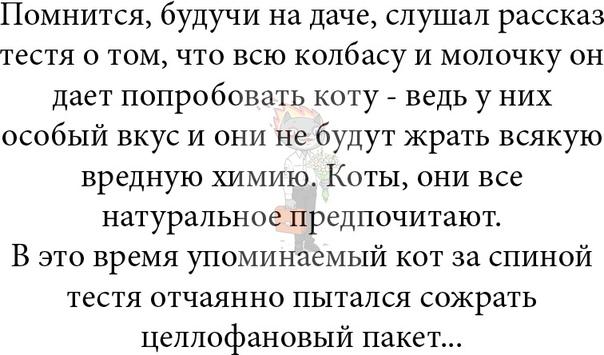 Помнится, будучи на даче, слушал рассказ
тестя о том, что всю колбасу и молочку он
дает попробовать коту - ведь у них
особый вкус и они не будут жрать всякую
вредную химию. Коты, они все
натуральное предпочитают.
В это время упоминаемый кот за спиной
тестя отчаянно пытался сожрать
целлофановый пакет...